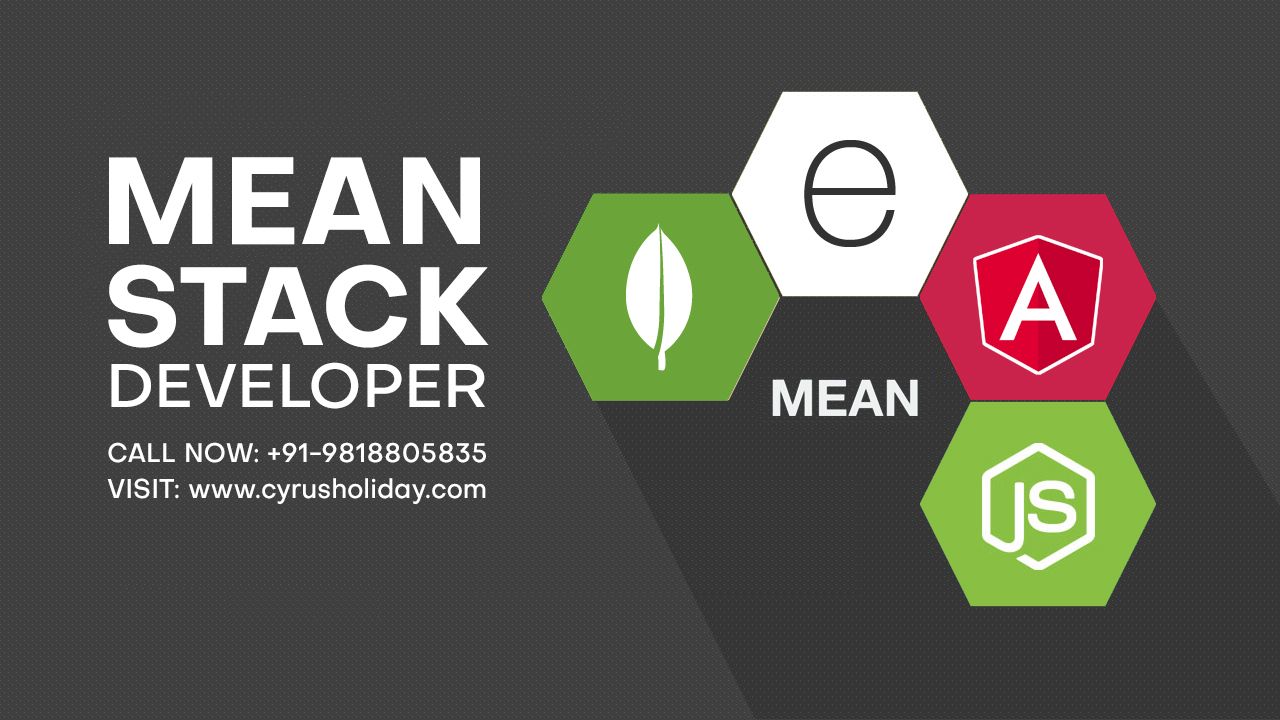 MEAN
STACK
DEVELOPER
CALL NOW: +91-9818805835
VISIT: www.cyrusholiday.com
e
A
MEAN
JS